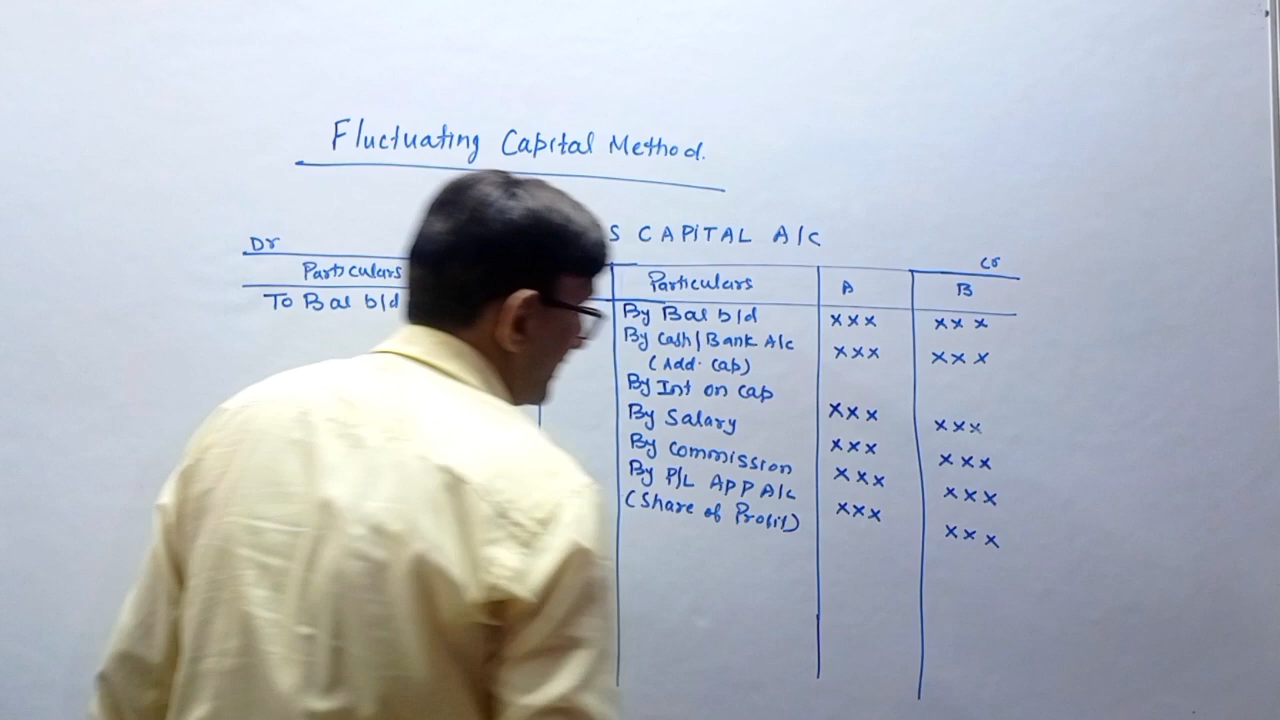 Fluctuating Capital Method.
S CAPITAL A/C
Dr
Cr
Particulars
Particulars A B
To Bal b/d
By Bal b/d xxx xxx
By Cash/Bank A/c xxx xxx
(Add. Cap)
By Int on cap xxx xxx
By Salary xxx xxx
By Commission xxx xxx
By P/L APP A/c xxx xxx
(Share of Profit)